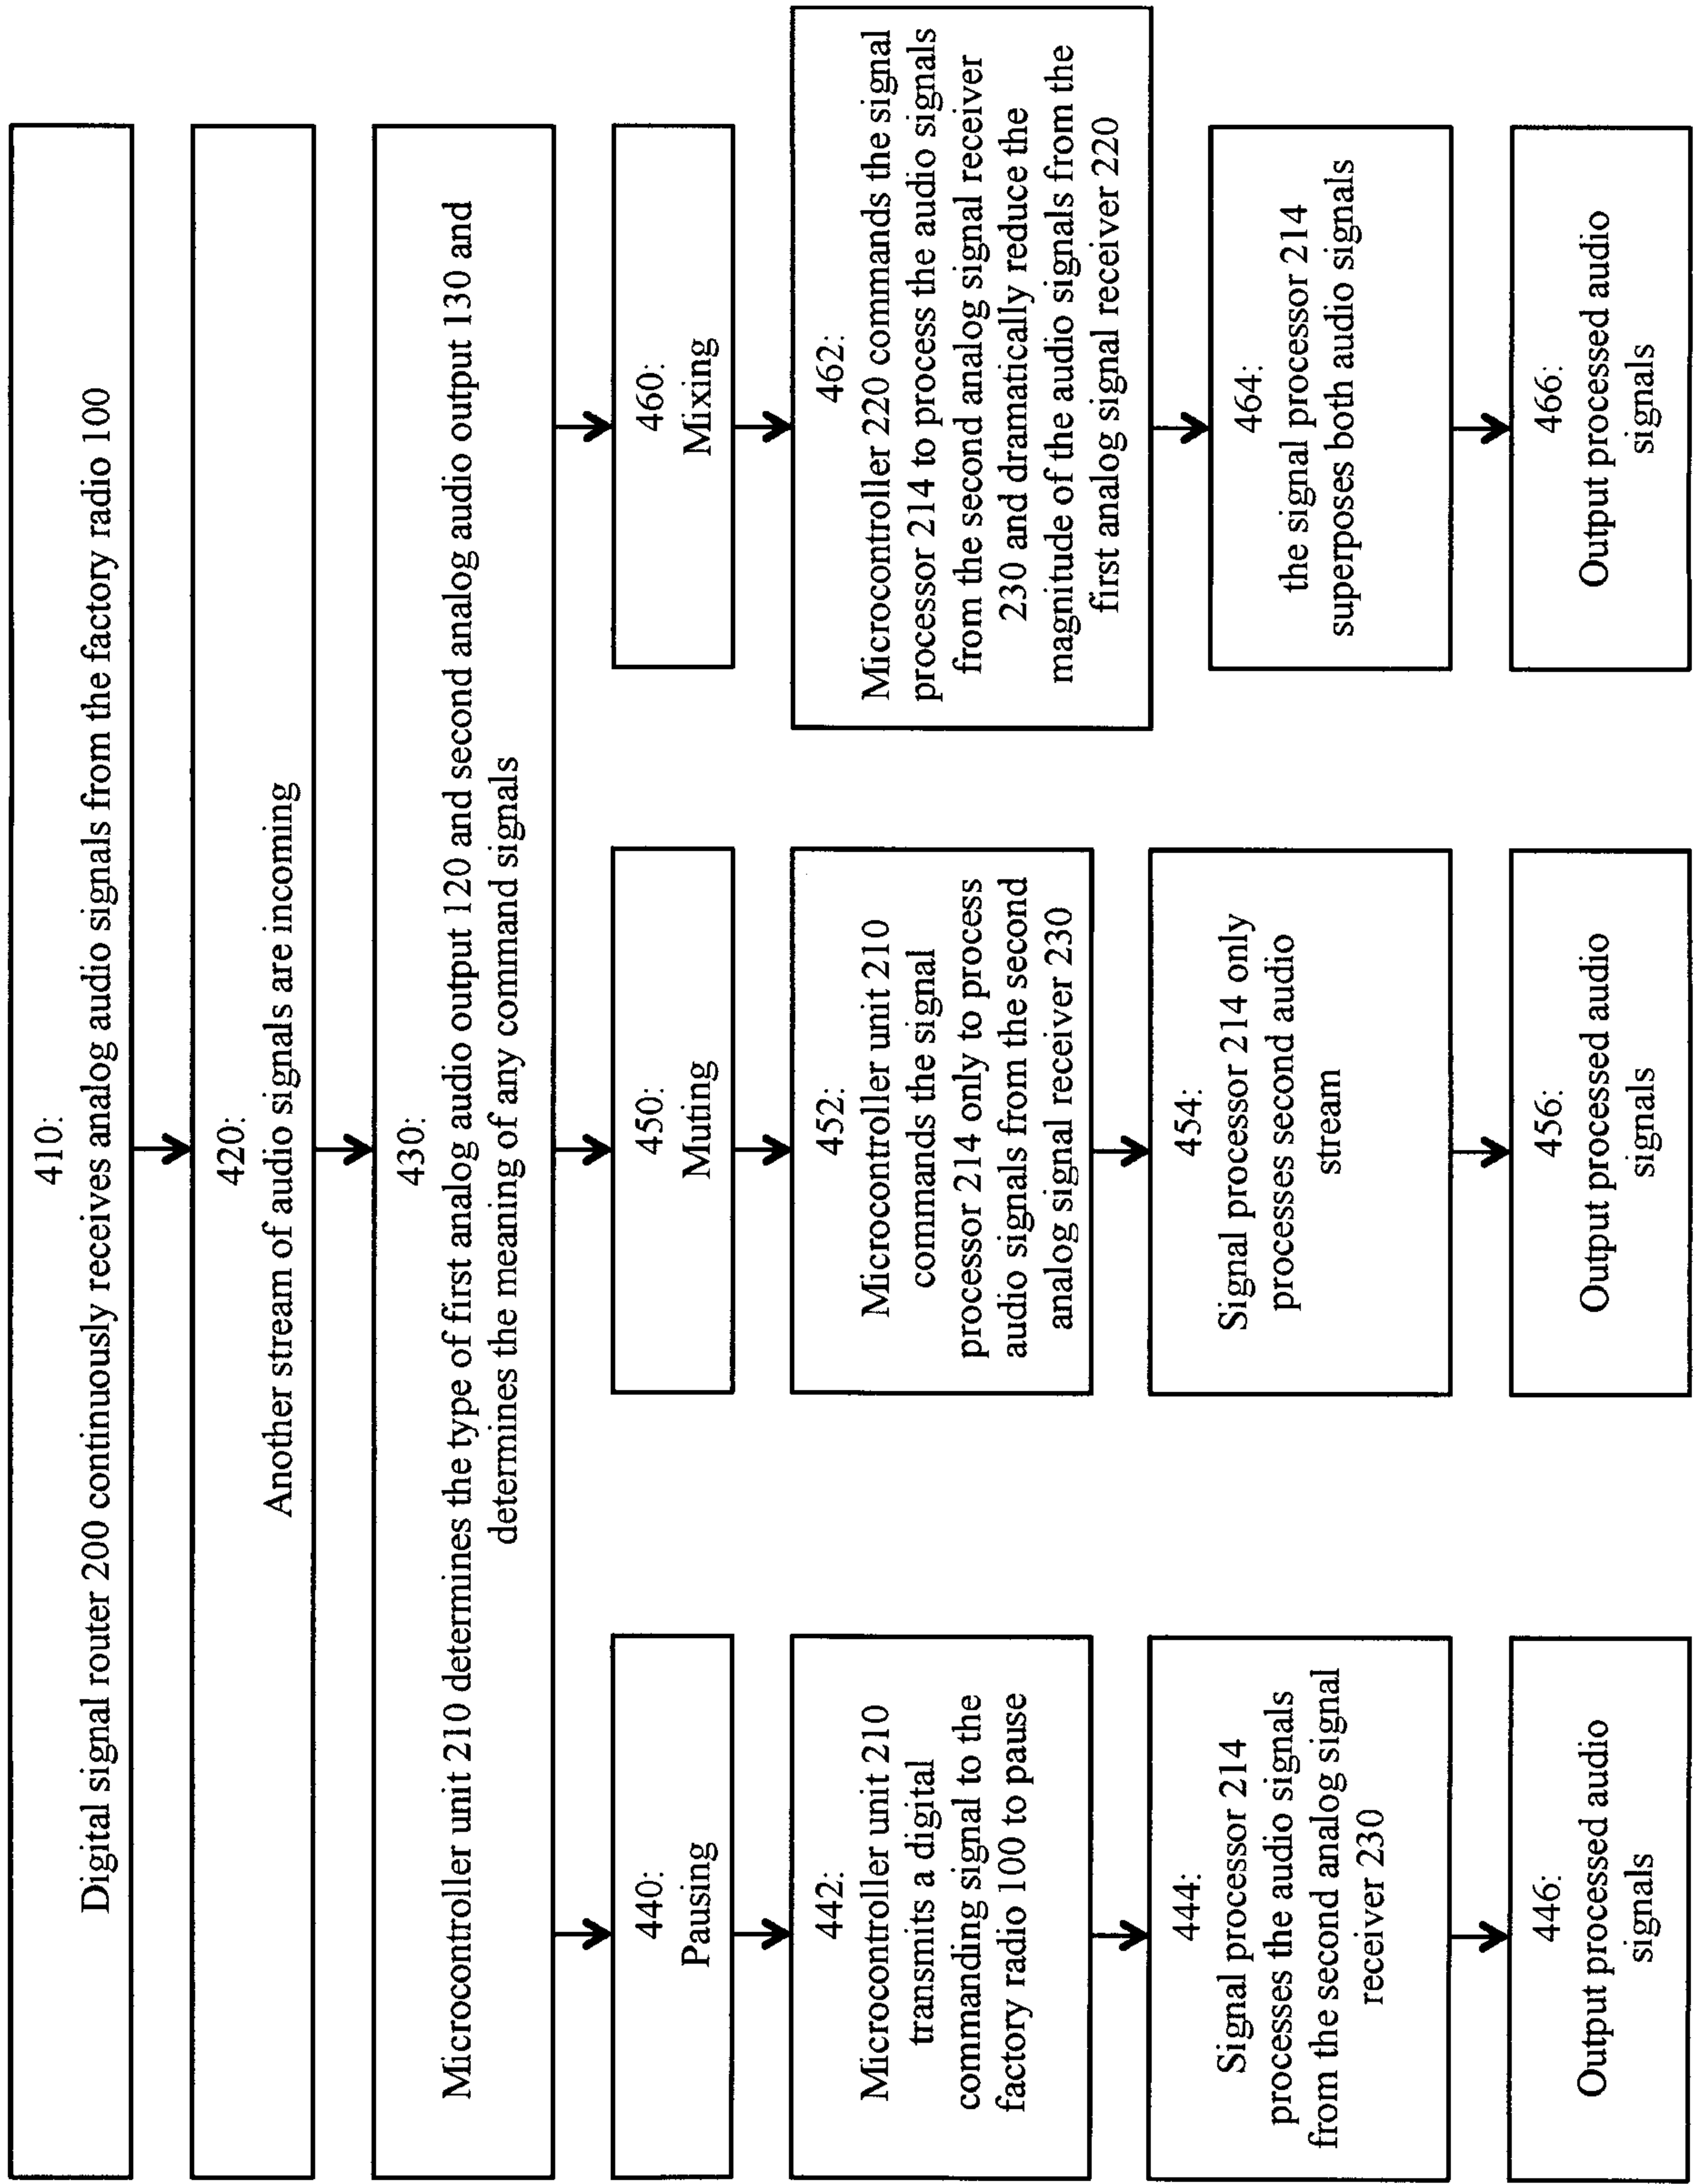 410:
Digital signal router 200 continuously receives analog audio signals from the factory radio 100
420:
Another stream of audio signals are incoming
430:
Microcontroller unit 210 determines the type of first analog audio output 120 and second analog audio output 130 and
determines the meaning of any command signals
440:
Pausing
442:
Microcontroller unit 210
transmits a digital
commanding signal to the
factory radio 100 to pause
444:
Signal processor 214
processes the audio signals
from the second analog signal
receiver 230
446:
Output processed audio
signals
450:
Muting
452:
Microcontroller unit 210
commands the signal
processor 214 only to process
audio signals from the second
analog signal receiver 230
454:
Signal processor 214 only
processes second audio
stream
456:
Output processed audio
signals
460:
Mixing
462:
Microcontroller 220 commands the signal
processor 214 to process the audio signals
from the second analog signal receiver
230 and dramatically reduce the
magnitude of the audio signals from the
first analog signal receiver 220
464:
the signal processor 214
superposes both audio signals
466:
Output processed audio
signals